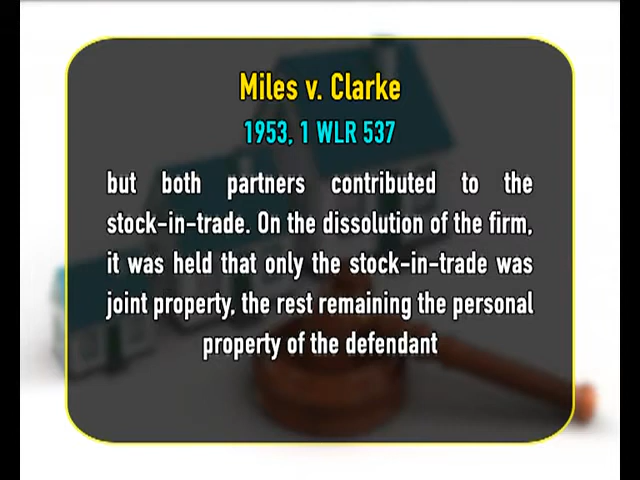 Miles v. Clarke
1953, 1 WLR 537
but both partners contributed to the
stock-in-trade. On the dissolution of the firm,
it was held that only the stock-in-trade was
joint property, the rest remaining the personal
property of the defendant